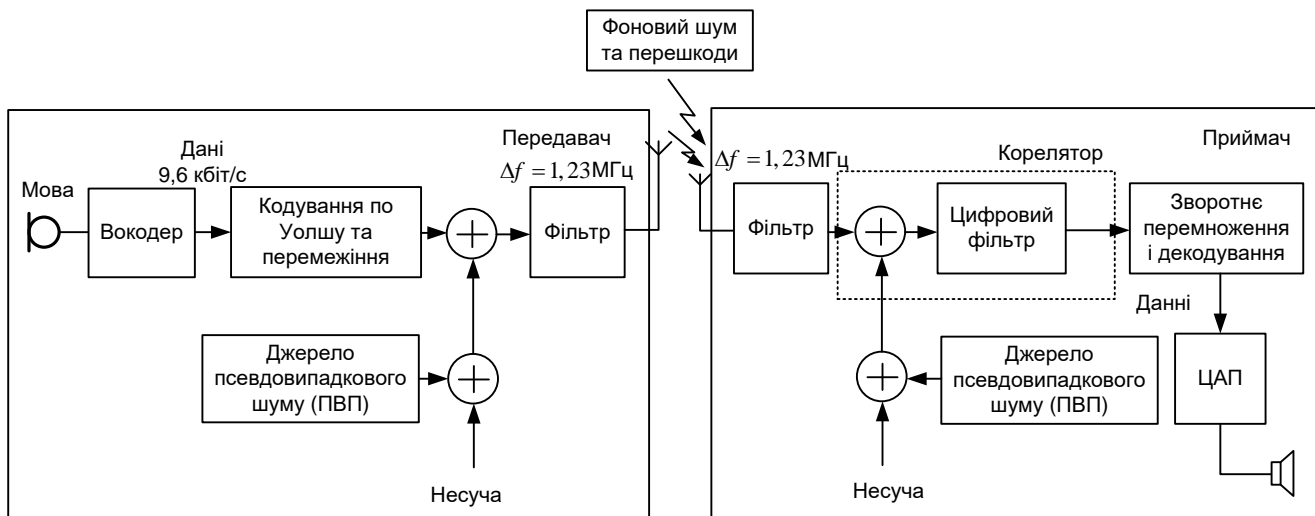 Фоновий шум
та перешкоди
Передавач
Δf = 1,23МГц
Дані
9,6 кбіт/с
Мова
Вокодер
Кодування по
Уолшу та
перемежіння
Фільтр
Джерело
псевдовипадкового
шуму (ПВП)
Несуча
Приймач
Δf = 1,23МГц
Корелятор
Фільтр
Цифровий
фільтр
Зворотнє
перемноження
і декодування
Данні
Джерело
псевдовипадкового
шуму (ПВП)
ЦАП
Несуча